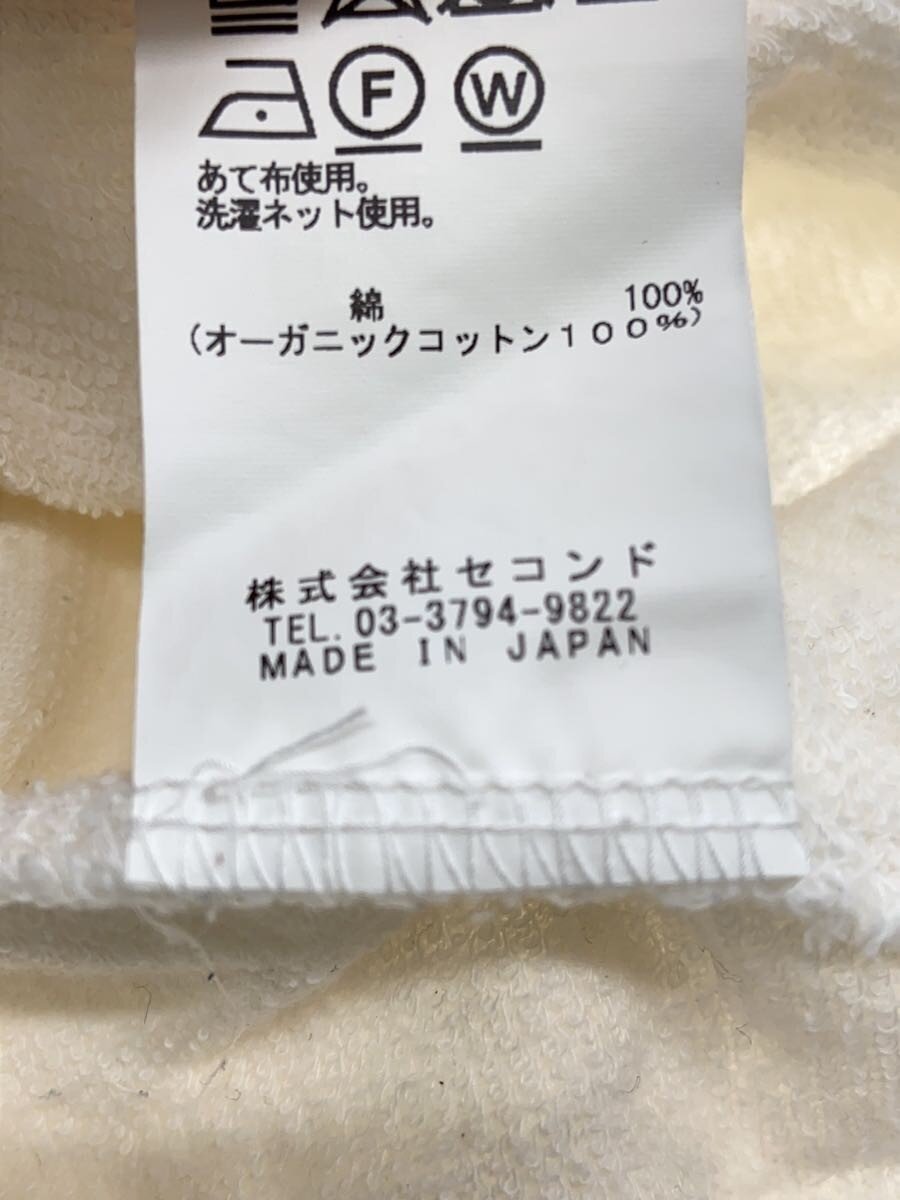 F W
あて布使用。
洗濯ネット使用。
綿 100%
(オーガニックコットン１００%)
株式会社セコンド
TEL. 03-3794-9822
MADE IN JAPAN